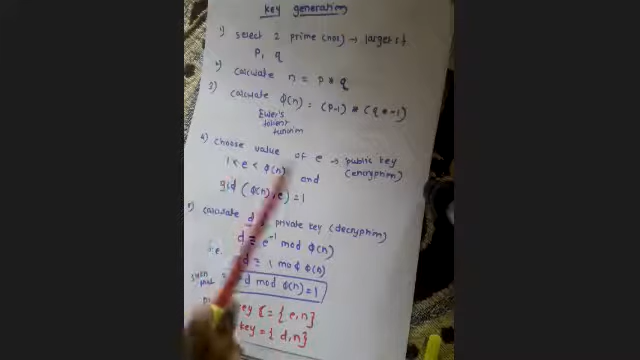 key generation
1) select 2 prime (nos) → largest
P, q
2) calculate n = P * q
3) calculate ϕ(n) = (P-1) * (q -1)
Euler's
totient
function
4) choose value of e → public key
(encryption)
1 < e < ϕ(n) and
gcd ( ϕ(n), e) = 1
5) calculate d private key (decryption)
d ≡ e⁻¹ mod ϕ(n)
d ≡ 1 mod ϕ(n)
d mod ϕ(n) = 1
key = { e, n}
key = { d, n}